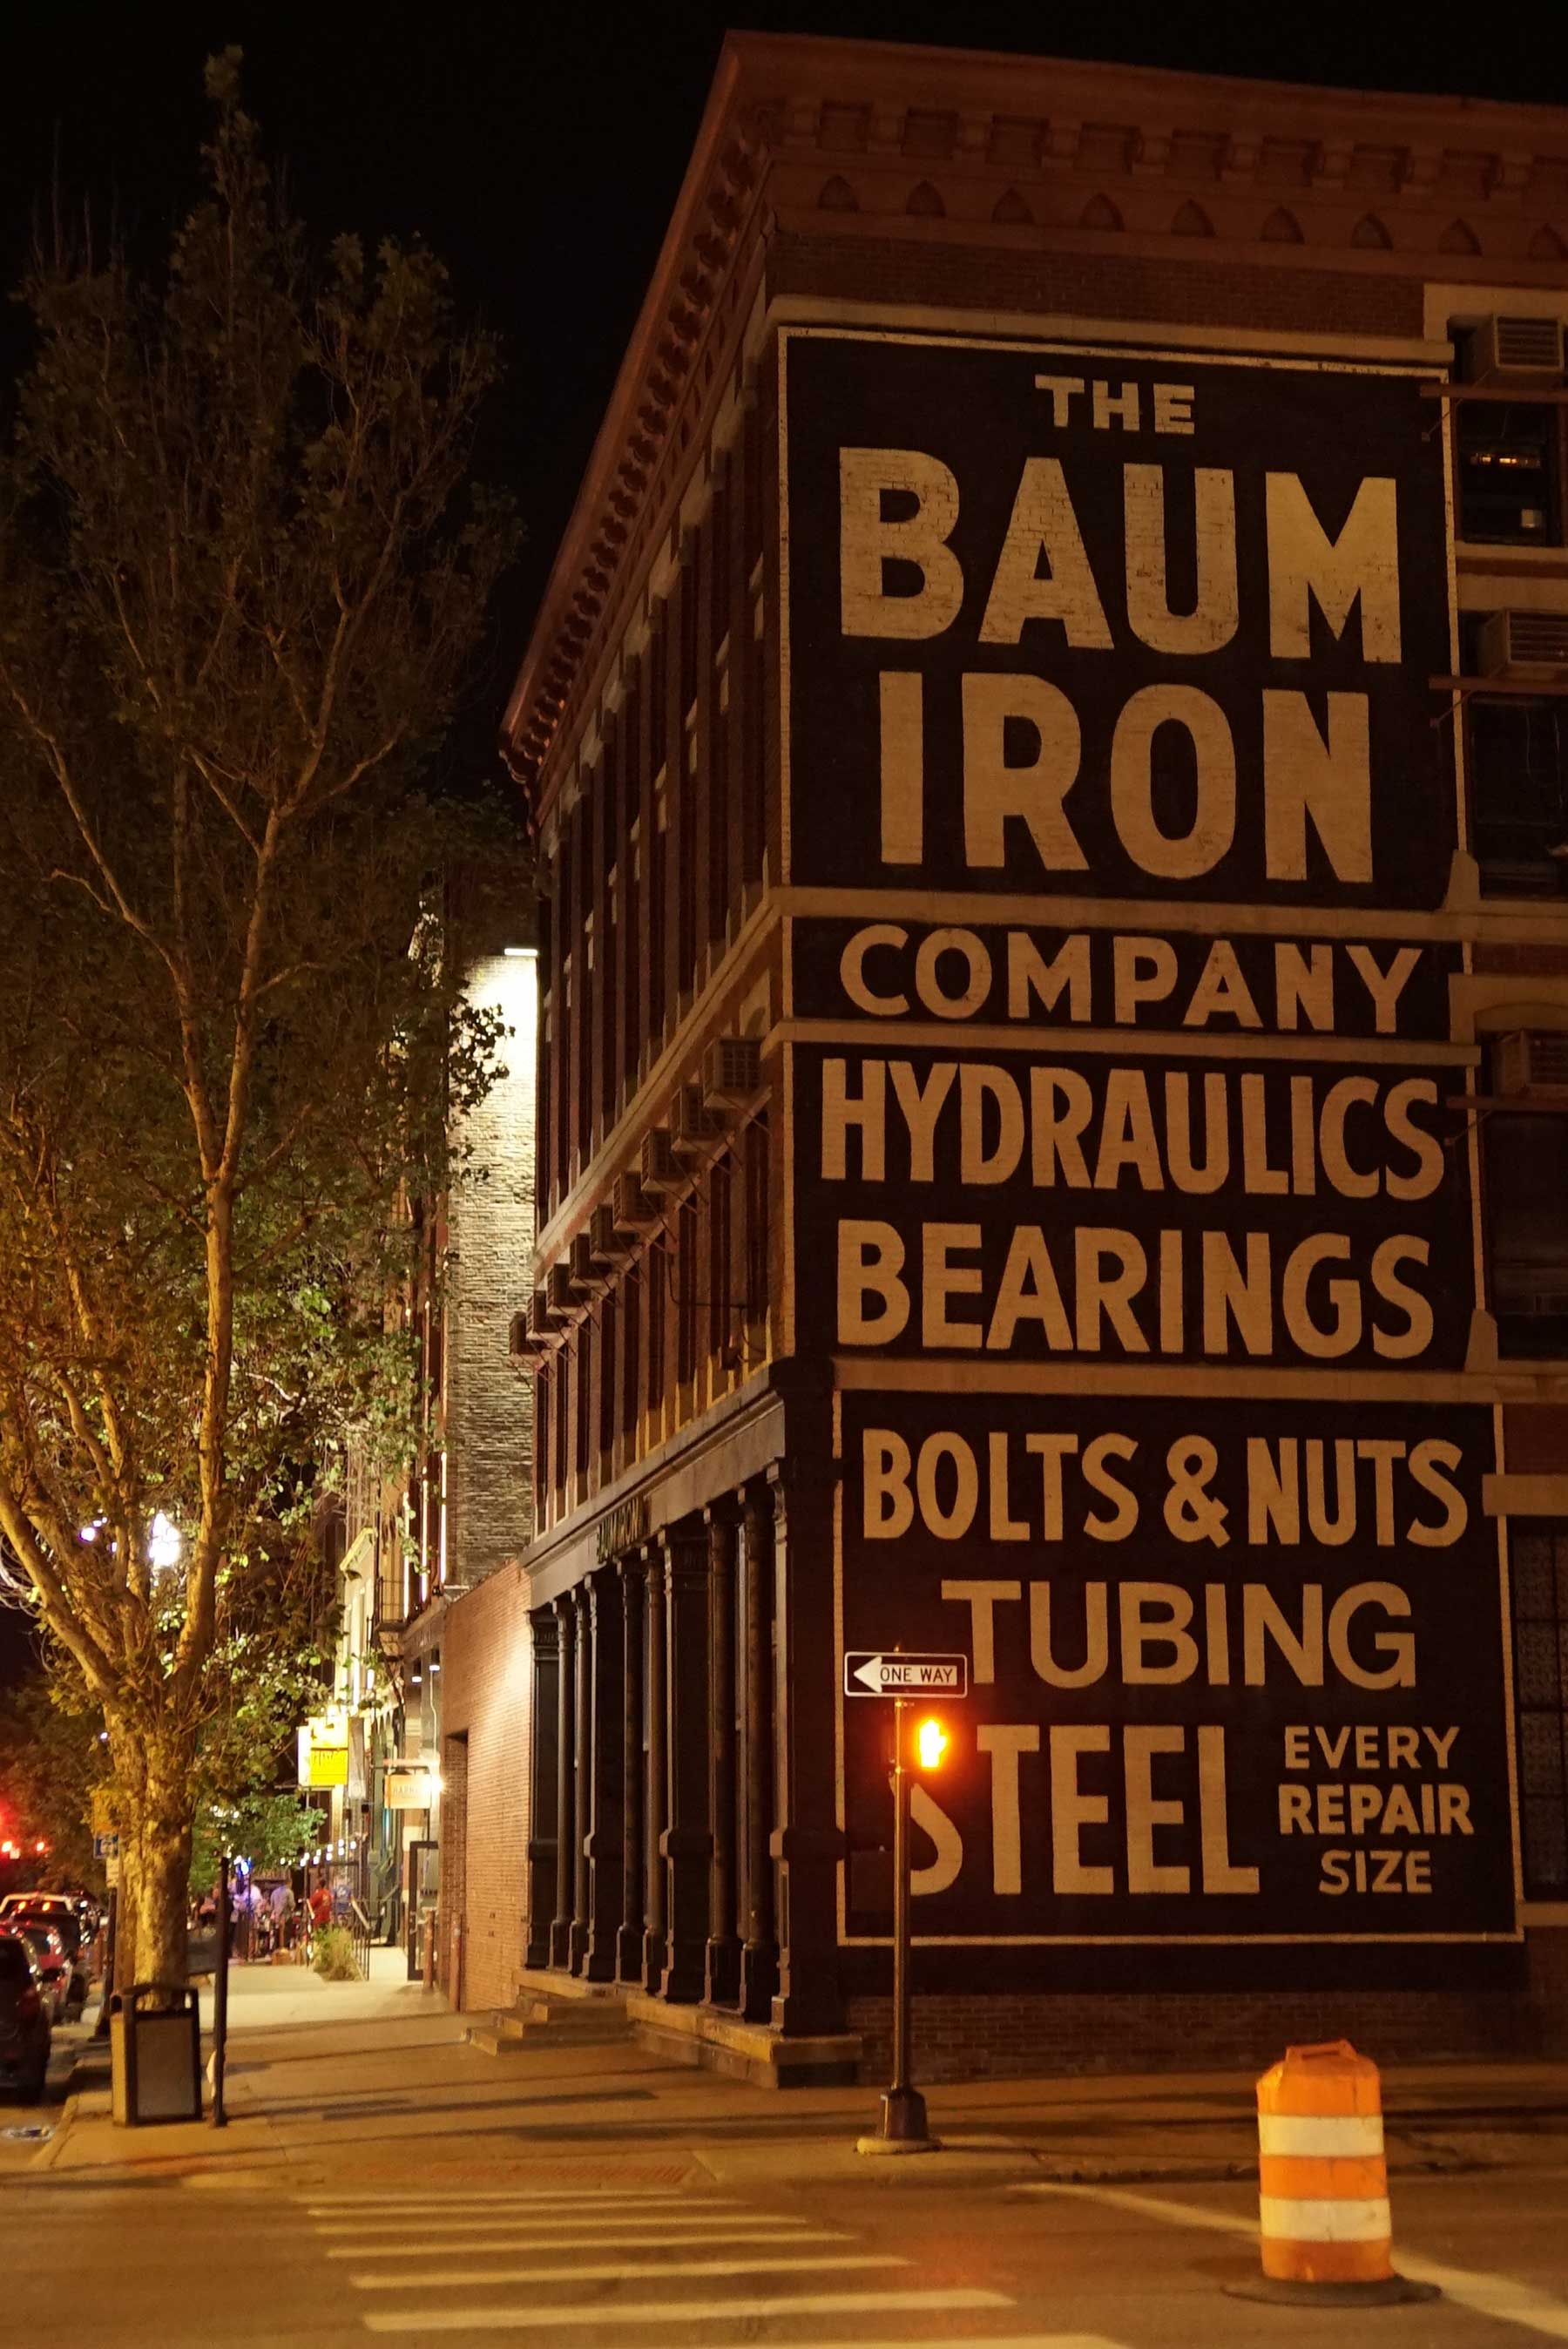 THE
BAUM
IRON
COMPANY
HYDRAULICS
BEARINGS
BOLTS & NUTS
TUBING
ONE WAY
STEEL
EVERY
REPAIR
SIZE